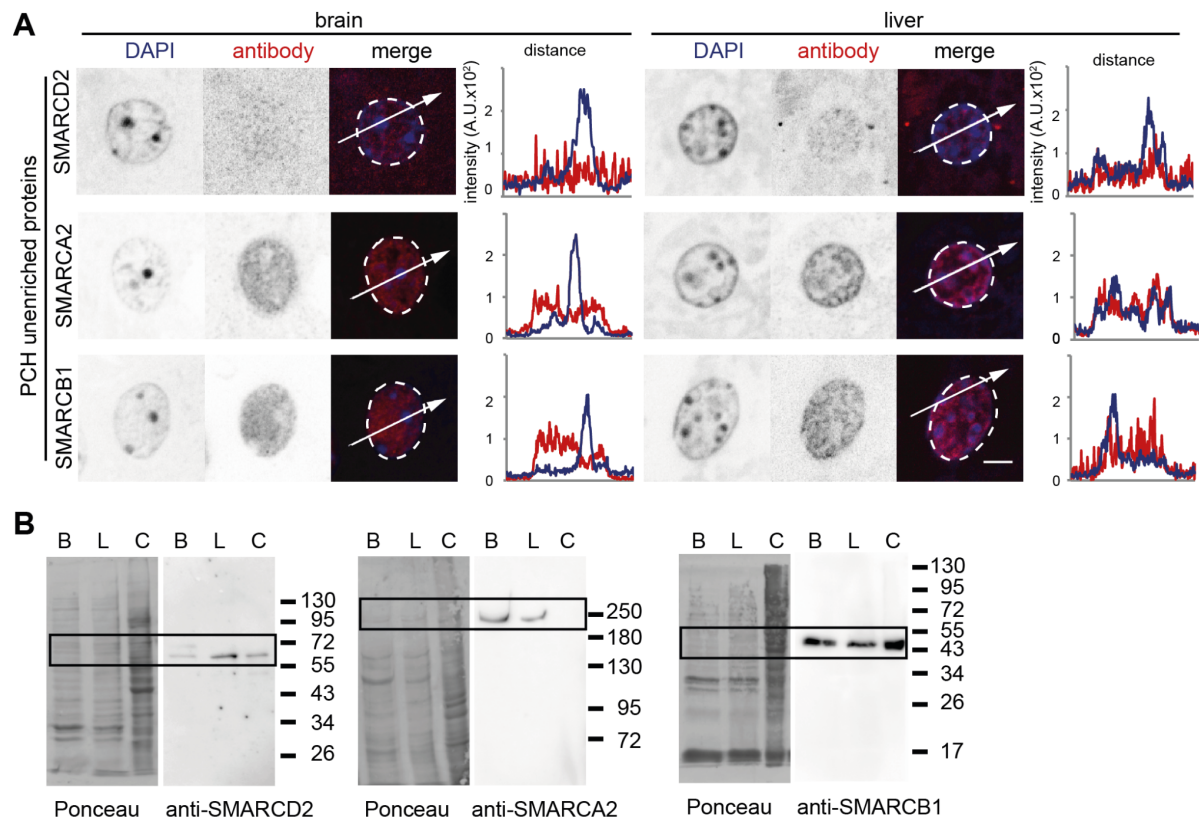 A
brain
liver
DAPI antibody merge distance
DAPI antibody merge distance
PCH unenriched proteins
SMARCD2
intensity (A.U.x10²)
2
1
0
intensity (A.U.x10²)
2
1
0
SMARCA2
2
1
0
2
1
0
SMARCB1
2
1
0
2
1
0
B
B L C B L C
130
95
72
55
43
34
26
Ponceau anti-SMARCD2
B L C B L C
250
180
130
95
72
Ponceau anti-SMARCA2
B L C B L C
130
95
72
55
43
34
26
17
Ponceau anti-SMARCB1